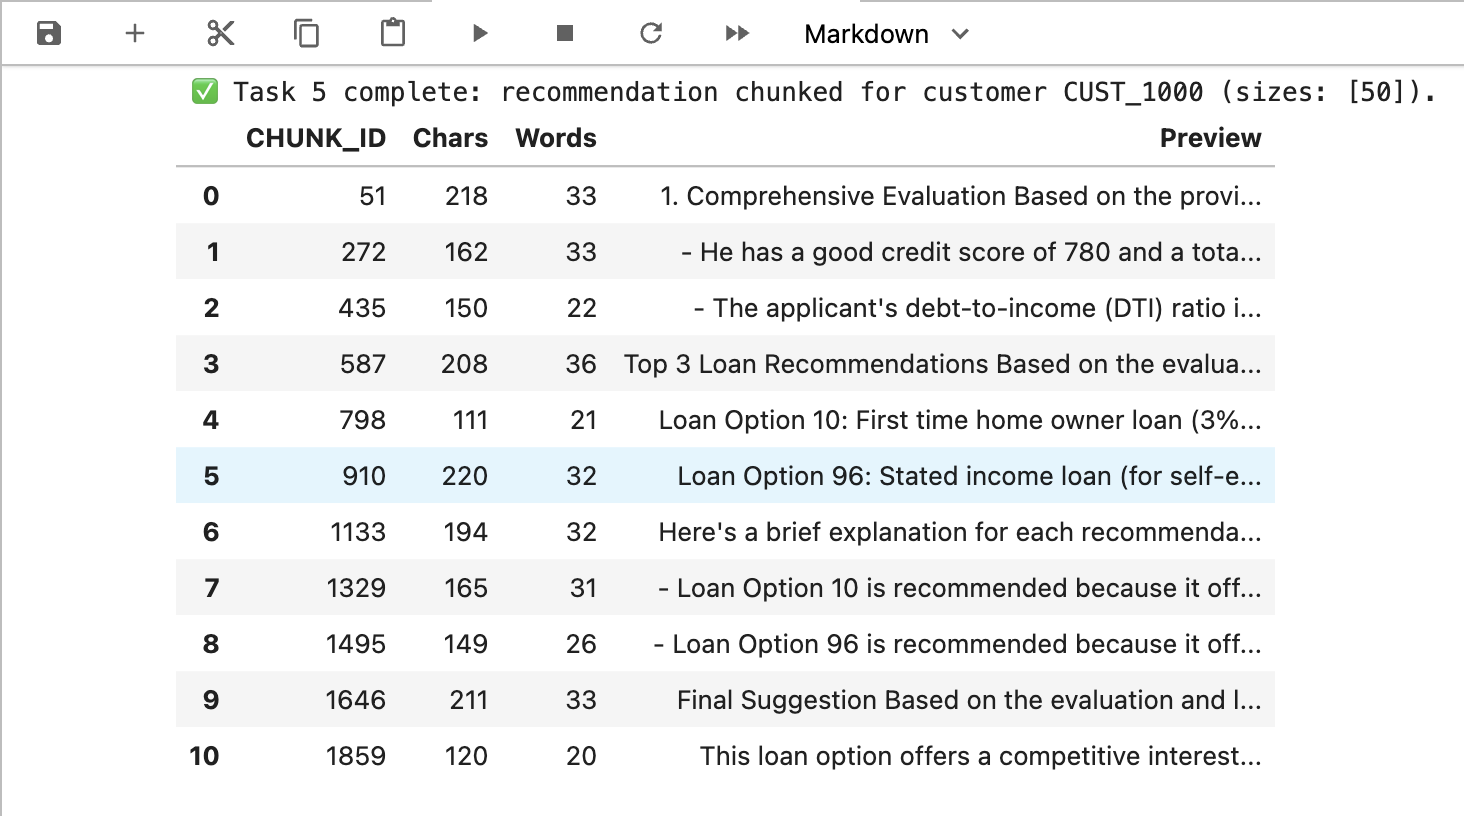 Markdown
✅ Task 5 complete: recommendation chunked for customer CUST_1000 (sizes: [50]).
CHUNK_ID Chars Words Preview
0 51 218 33 1. Comprehensive Evaluation Based on the provi...
1 272 162 33 - He has a good credit score of 780 and a tota...
2 435 150 22 - The applicant's debt-to-income (DTI) ratio i...
3 587 208 36 Top 3 Loan Recommendations Based on the evalua...
4 798 111 21 Loan Option 10: First time home owner loan (3%...
5 910 220 32 Loan Option 96: Stated income loan (for self-e...
6 1133 194 32 Here's a brief explanation for each recommenda...
7 1329 165 31 - Loan Option 10 is recommended because it off...
8 1495 149 26 - Loan Option 96 is recommended because it off...
9 1646 211 33 Final Suggestion Based on the evaluation and l...
10 1859 120 20 This loan option offers a competitive interest...